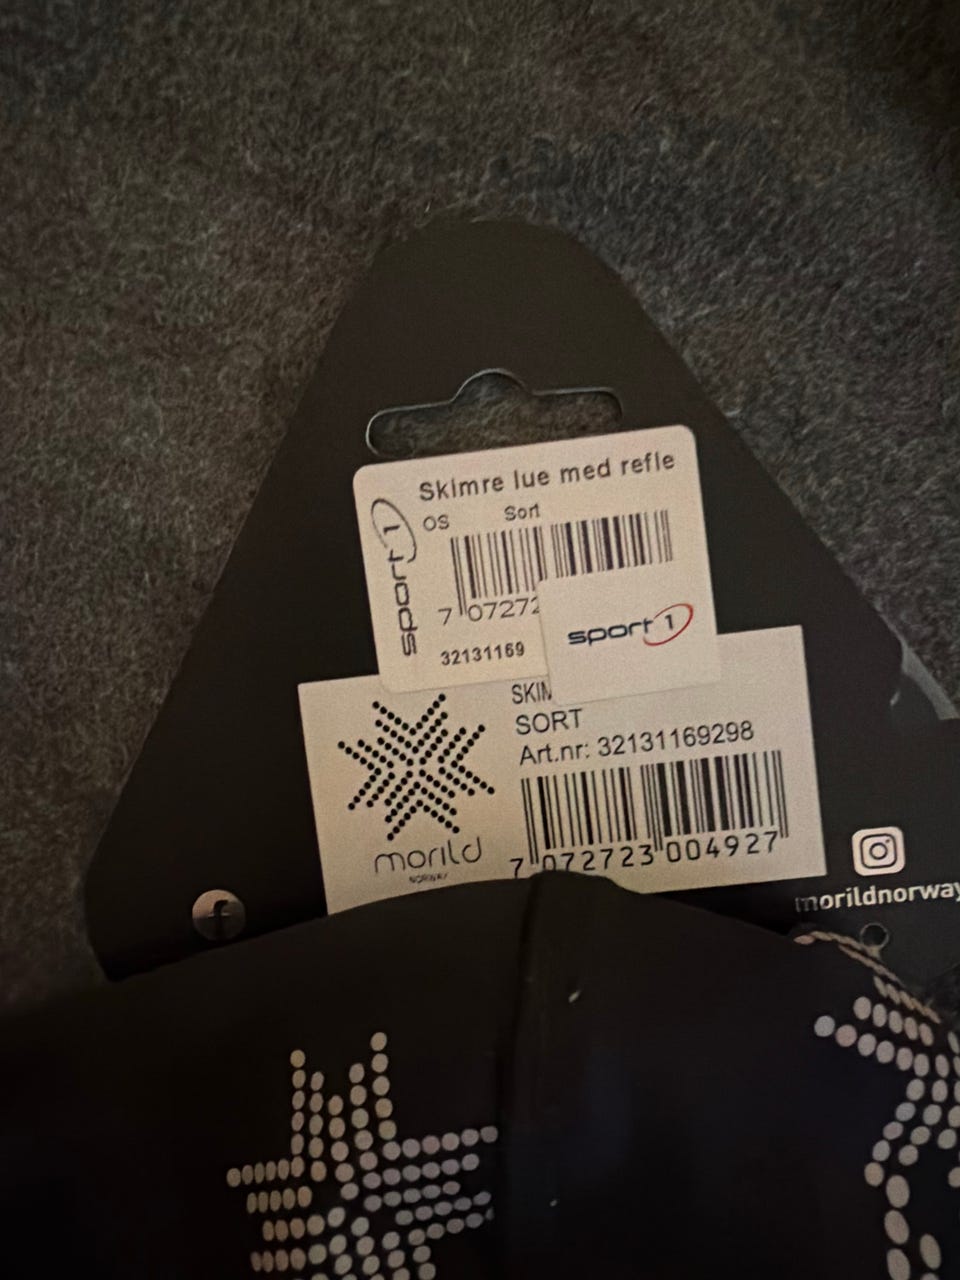 Skimre lue med refle
OS Sort
sport 1
7 07272
32131169
sport 1
SKIM
SORT
Art.nr: 32131169298
morild
NORWAY
7 072723 004927
f
morildnorway